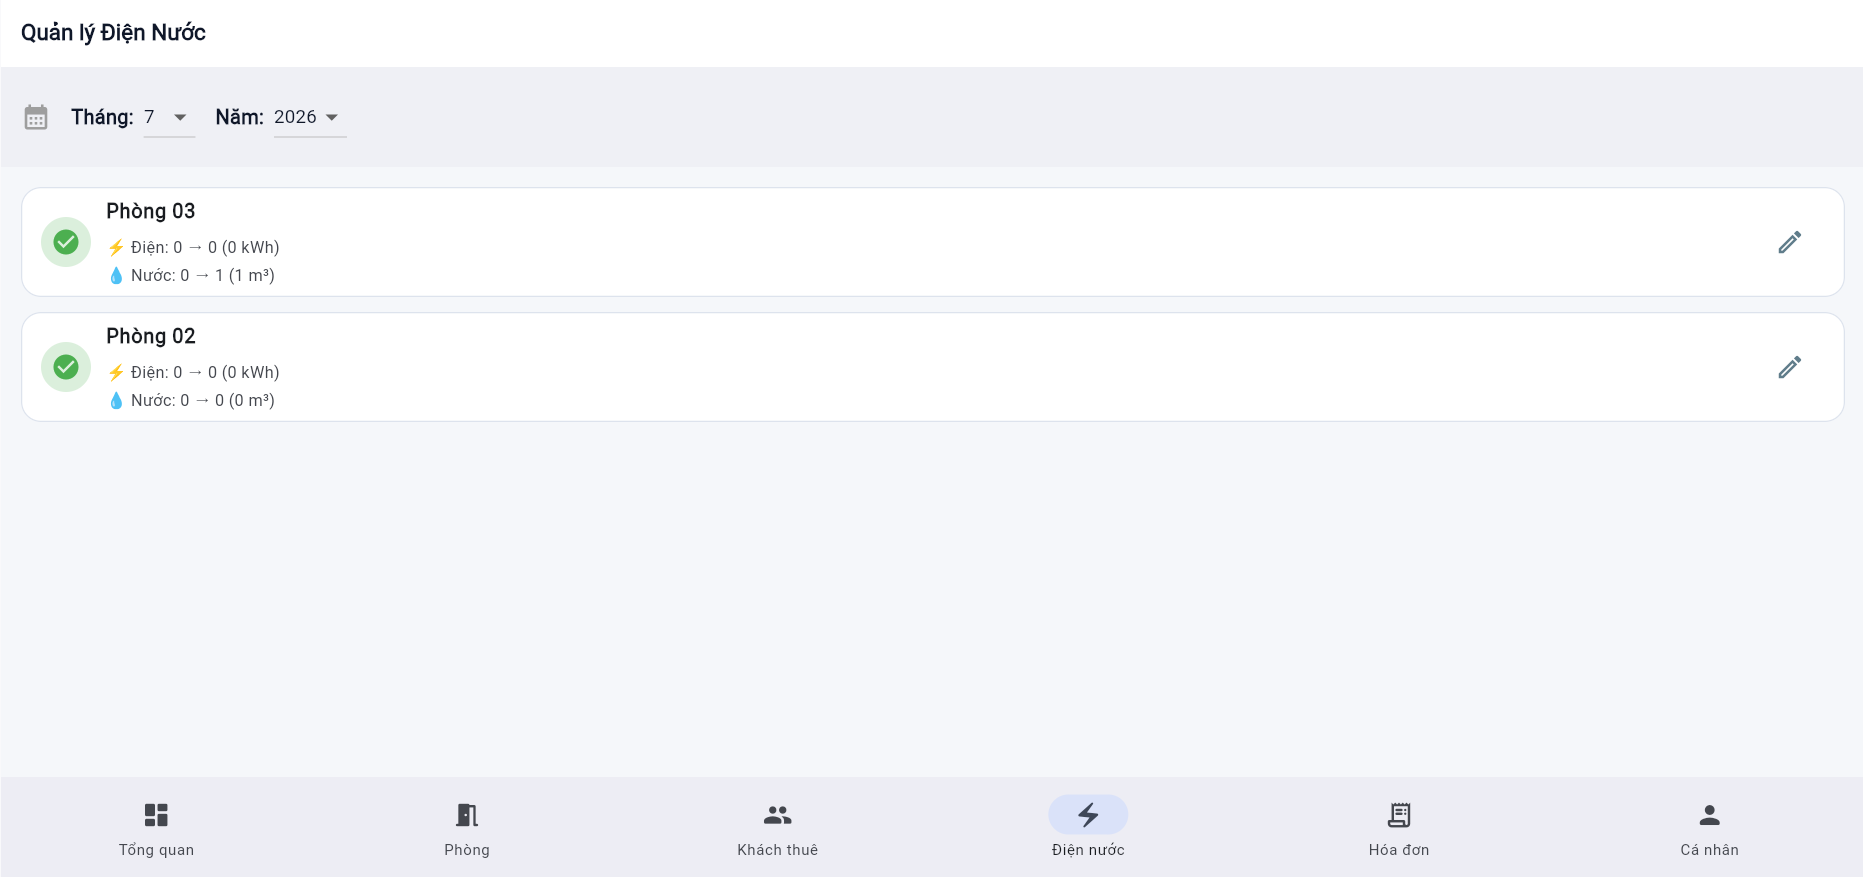 Quản lý Điện Nước
Tháng: 7 Năm: 2026
Phòng 03
⚡ Điện: 0 → 0 (0 kWh)
💧 Nước: 0 → 1 (1 m³)
Phòng 02
⚡ Điện: 0 → 0 (0 kWh)
💧 Nước: 0 → 0 (0 m³)
Tổng quan Phòng Khách thuê Điện nước Hóa đơn Cá nhân